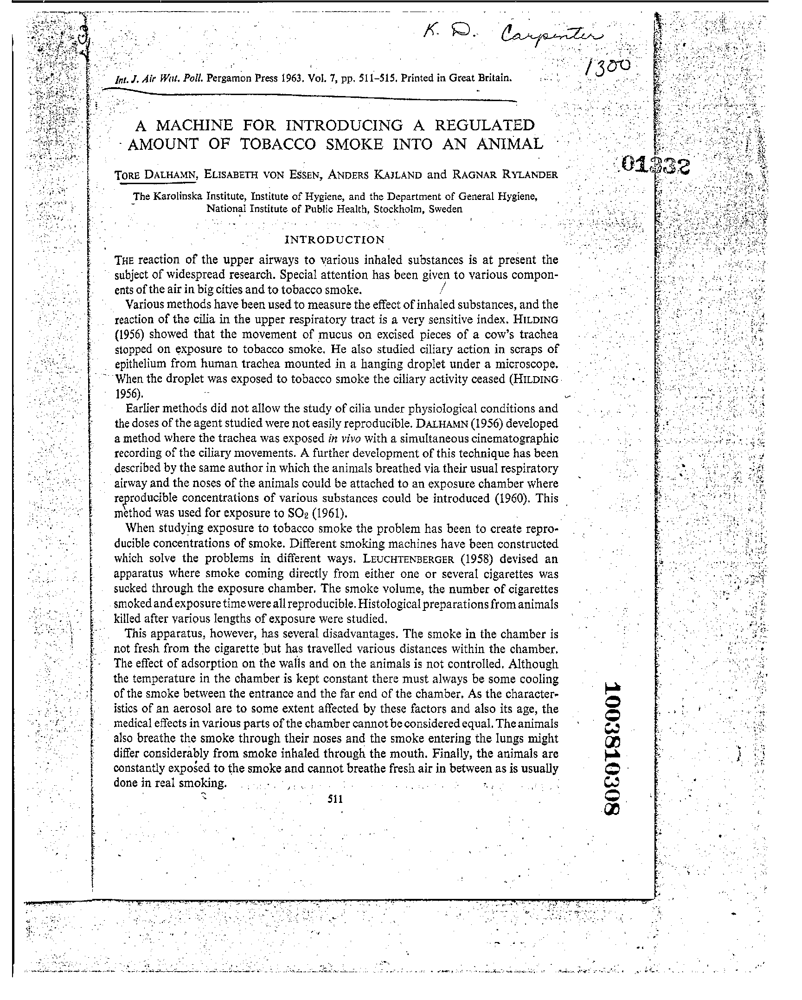 K. D. Carpenter
1300
Int. J. Air Wat. Poll. Pergamon Press 1963. Vol. 7, pp. 511–515. Printed in Great Britain.
A MACHINE FOR INTRODUCING A REGULATED
AMOUNT OF TOBACCO SMOKE INTO AN ANIMAL
01332
TORE DALHAMN, ELISABETH VON ESSEN, ANDERS KAJLAND and RAGNAR RYLANDER
The Karolinska Institute, Institute of Hygiene, and the Department of General Hygiene,
National Institute of Public Health, Stockholm, Sweden
INTRODUCTION
THE reaction of the upper airways to various inhaled substances is at present the
subject of widespread research. Special attention has been given to various compon-
ents of the air in big cities and to tobacco smoke.
Various methods have been used to measure the effect of inhaled substances, and the
reaction of the cilia in the upper respiratory tract is a very sensitive index. HILDING
(1956) showed that the movement of mucus on excised pieces of a cow's trachea
stopped on exposure to tobacco smoke. He also studied ciliary action in scraps of
epithelium from human trachea mounted in a hanging droplet under a microscope.
When the droplet was exposed to tobacco smoke the ciliary activity ceased (HILDING
1956).
Earlier methods did not allow the study of cilia under physiological conditions and
the doses of the agent studied were not easily reproducible. DALHAMN (1956) developed
a method where the trachea was exposed in vivo with a simultaneous cinematographic
recording of the ciliary movements. A further development of this technique has been
described by the same author in which the animals breathed via their usual respiratory
airway and the noses of the animals could be attached to an exposure chamber where
reproducible concentrations of various substances could be introduced (1960). This
method was used for exposure to SO2 (1961).
When studying exposure to tobacco smoke the problem has been to create repro-
ducible concentrations of smoke. Different smoking machines have been constructed
which solve the problems in different ways. LEUCHTENBERGER (1958) devised an
apparatus where smoke coming directly from either one or several cigarettes was
sucked through the exposure chamber. The smoke volume, the number of cigarettes
smoked and exposure time were all reproducible. Histological preparations from animals
killed after various lengths of exposure were studied.
This apparatus, however, has several disadvantages. The smoke in the chamber is
not fresh from the cigarette but has travelled various distances within the chamber.
The effect of adsorption on the walls and on the animals is not controlled. Although
the temperature in the chamber is kept constant there must always be some cooling
of the smoke between the entrance and the far end of the chamber. As the character-
istics of an aerosol are to some extent affected by these factors and also its age, the
medical effects in various parts of the chamber cannot be considered equal. The animals
also breathe the smoke through their noses and the smoke entering the lungs might
differ considerably from smoke inhaled through the mouth. Finally, the animals are
constantly exposed to the smoke and cannot breathe fresh air in between as is usually
done in real smoking.
511
1003810308